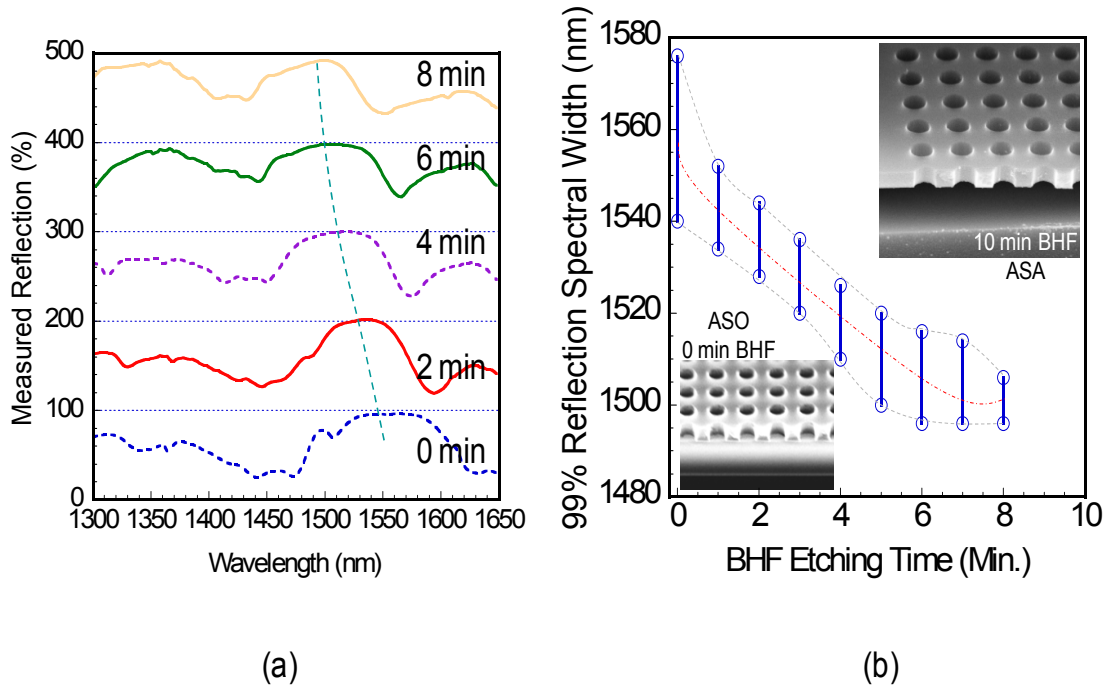 500
400
300
200
100
0
Measured Reflection (%)
8 min
6 min
4 min
2 min
0 min
1300 1350 1400 1450 1500 1550 1600 1650
Wavelength (nm)
(a)
1580
1560
1540
1520
1500
1480
99% Reflection Spectral Width (nm)
10 min BHF
ASA
ASO
0 min BHF
0 2 4 6 8 10
BHF Etching Time (Min.)
(b)